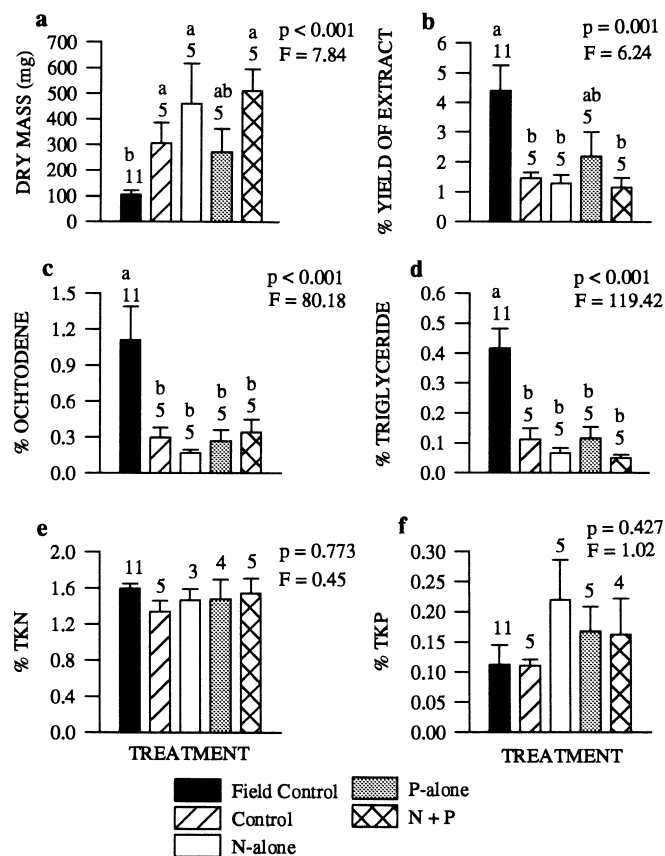 a
p < 0.001
F = 7.84
DRY MASS (mg)
700
600
500
400
300
200
100
0
b
11
a
5
a
5
ab
5
a
5
b
p = 0.001
F = 6.24
% YIELD OF EXTRACT
6
5
4
3
2
1
0
a
11
b
5
b
5
ab
5
b
5
c
p < 0.001
F = 80.18
% OCHTODENE
1.5
1.2
0.9
0.6
0.3
0.0
a
11
b
5
b
5
b
5
b
5
d
p < 0.001
F = 119.42
% TRIGLYCERIDE
0.6
0.5
0.4
0.3
0.2
0.1
0.0
a
11
b
5
b
5
b
5
b
5
e
p = 0.773
F = 0.45
% TKN
2.0
1.6
1.2
0.8
0.4
0.0
11
5
3
4
5
TREATMENT
f
p = 0.427
F = 1.02
% TKP
0.30
0.25
0.20
0.15
0.10
0.05
0.00
11
5
5
5
4
TREATMENT
Field Control
Control
N-alone
P-alone
N + P